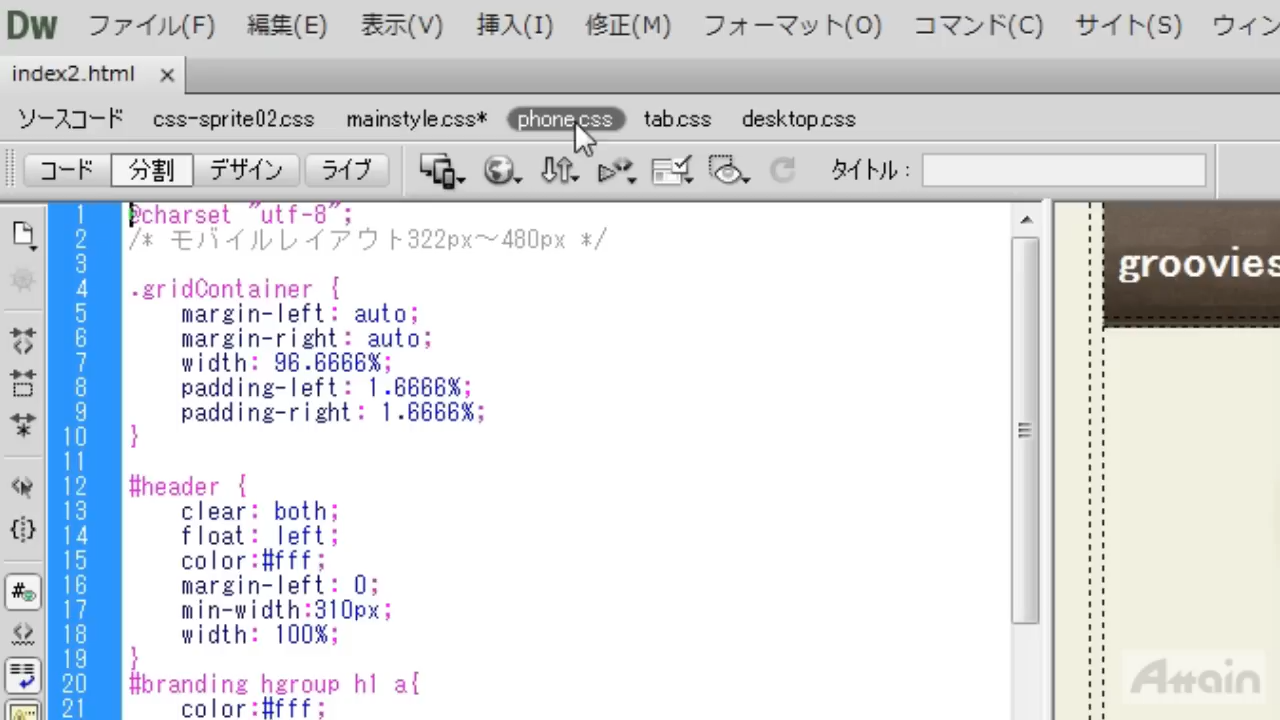 Dw ファイル(F) 編集(E) 表示(V) 挿入(I) 修正(M) フォーマット(O) コマンド(C) サイト(S) ウィン
index2.html ×
ソースコード css-sprite02.css mainstyle.css* phone.css tab.css desktop.css
コード 分割 デザイン ライブ タイトル :
1 @charset "utf-8";
2 /* モバイルレイアウト322px～480px */
3
4 .gridContainer {
5 margin-left: auto;
6 margin-right: auto;
7 width: 96.6666%;
8 padding-left: 1.6666%;
9 padding-right: 1.6666%;
10 }
11
12 #header {
13 clear: both;
14 float: left;
15 color:#fff;
16 margin-left: 0;
17 min-width:310px;
18 width: 100%;
19 }
20 #branding hgroup h1 a{
21 color:#fff;
groovies
Attain